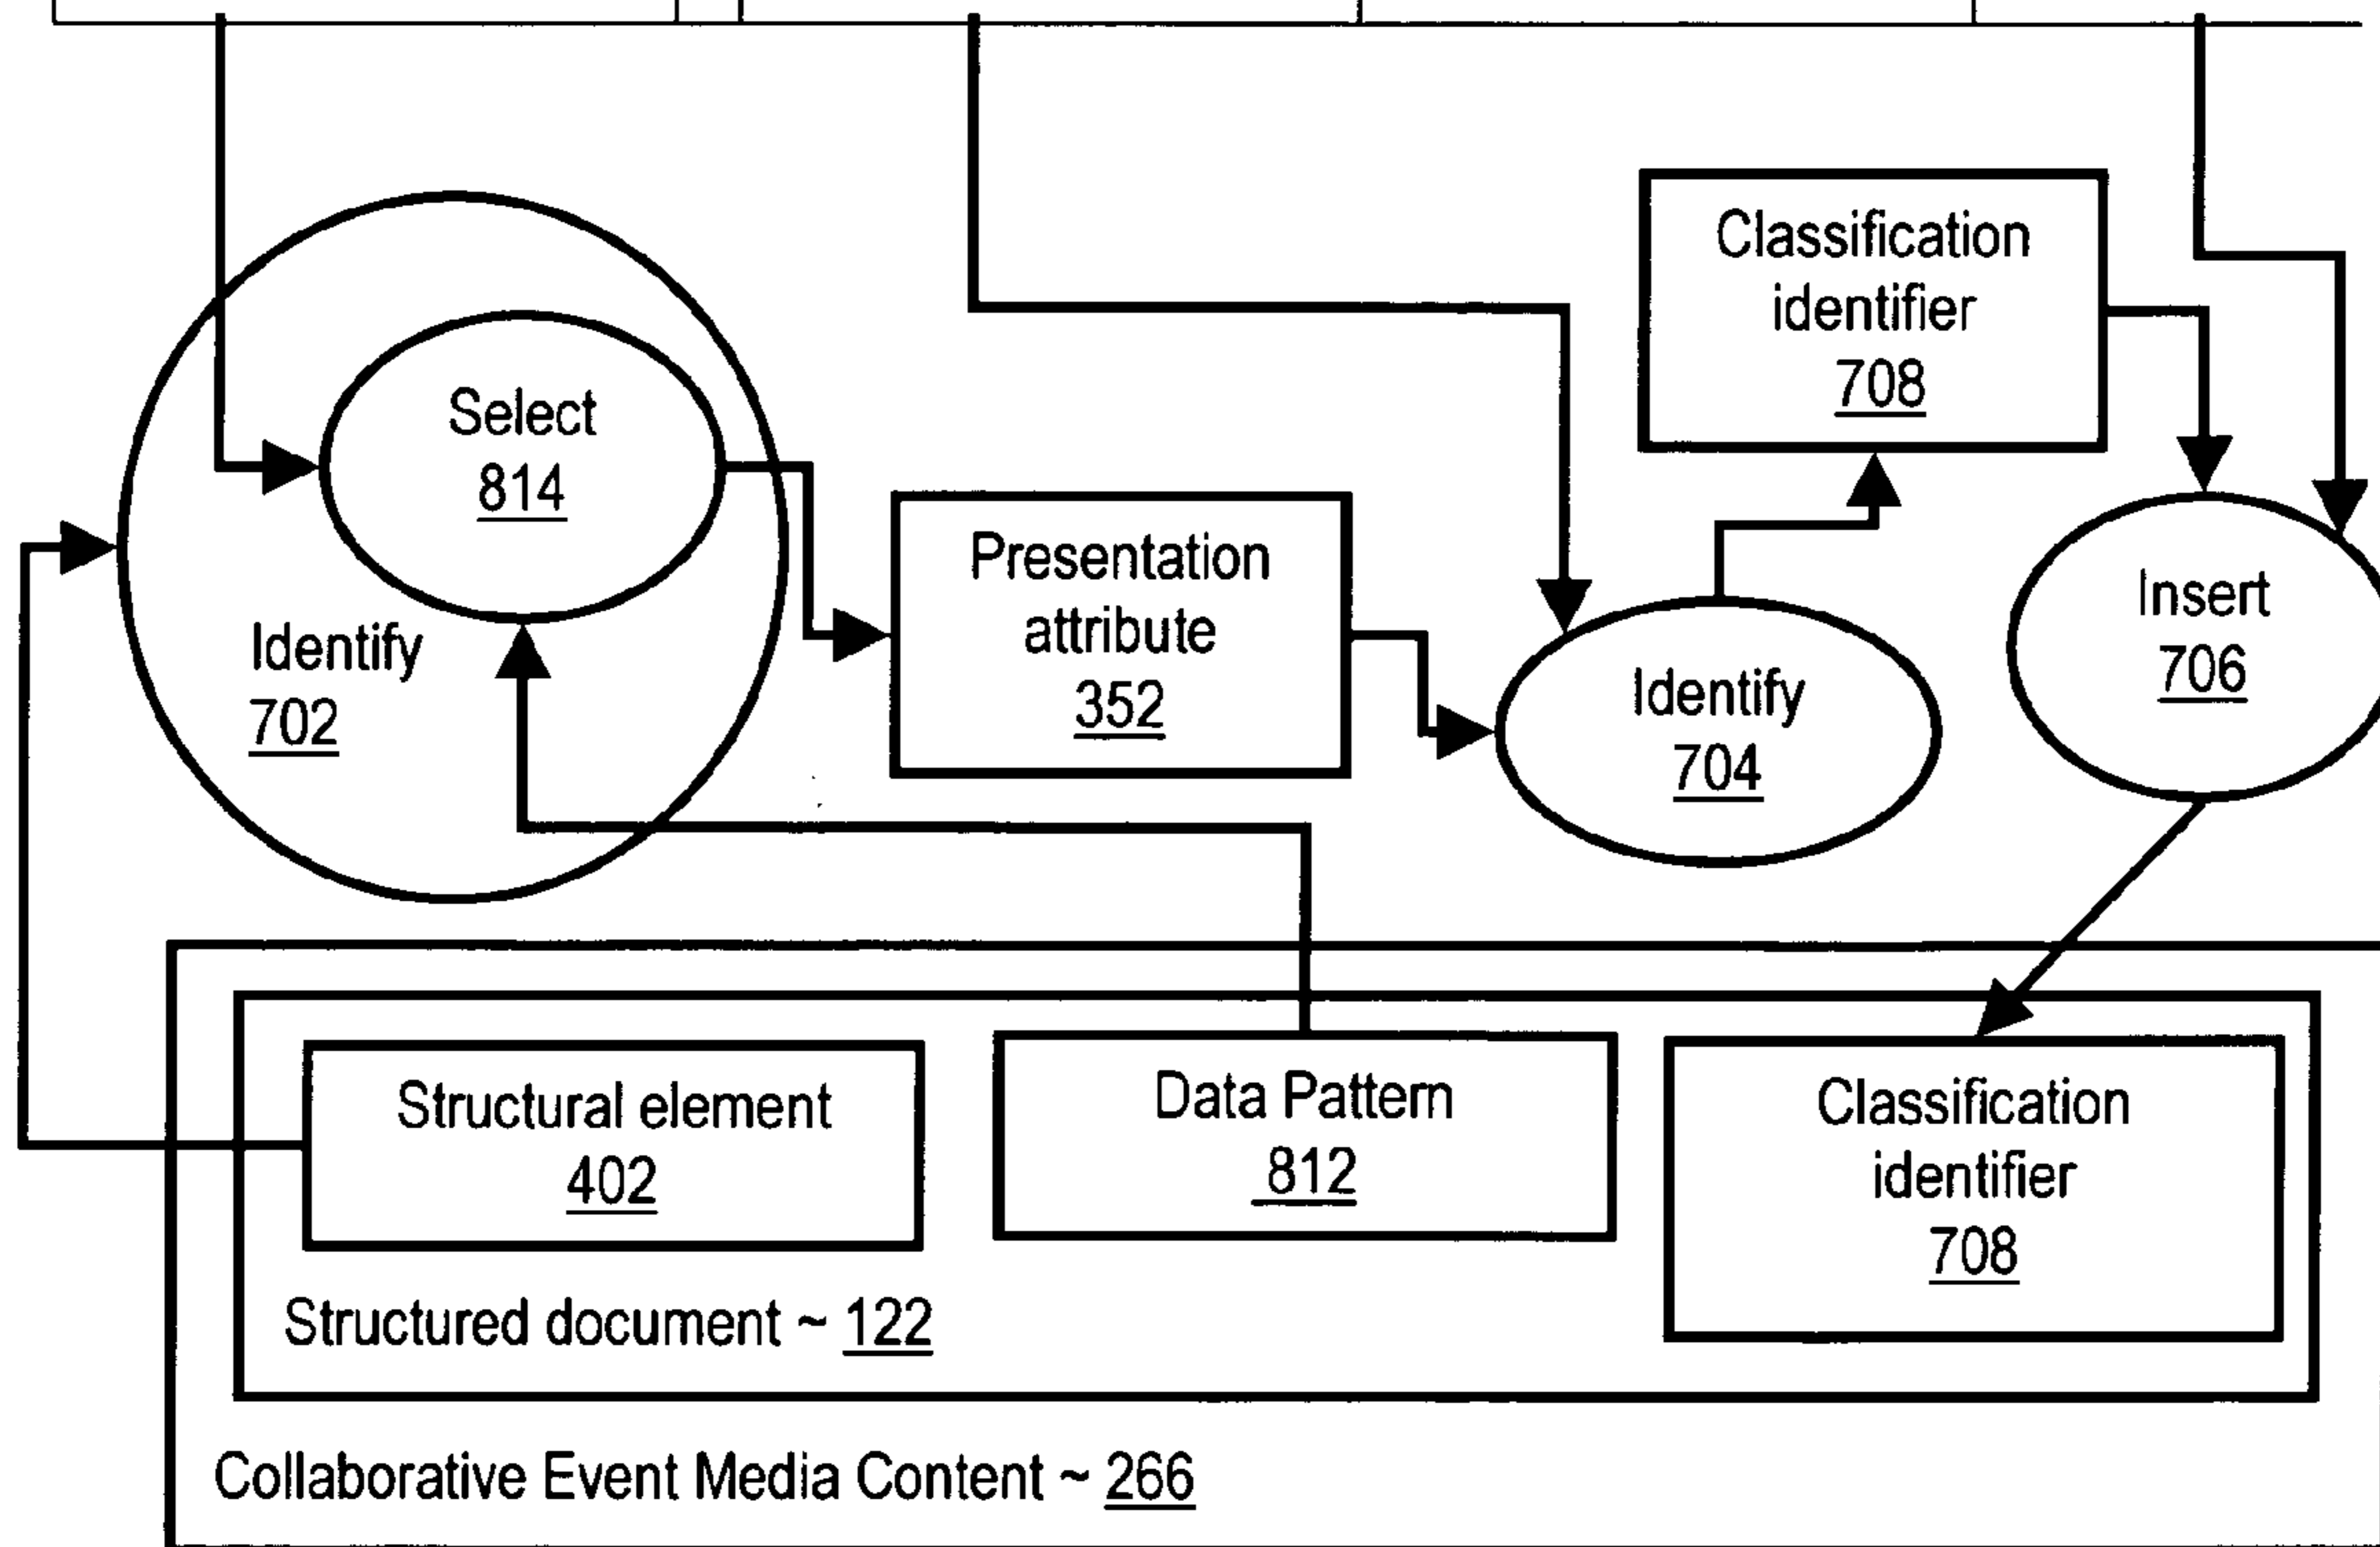 Classification
identifier
708
Select
814
Presentation
attribute
352
Identify
702
Identify
704
Insert
706
Structural element
402
Data Pattern
812
Classification
identifier
708
Structured document ~ 122
Collaborative Event Media Content ~ 266